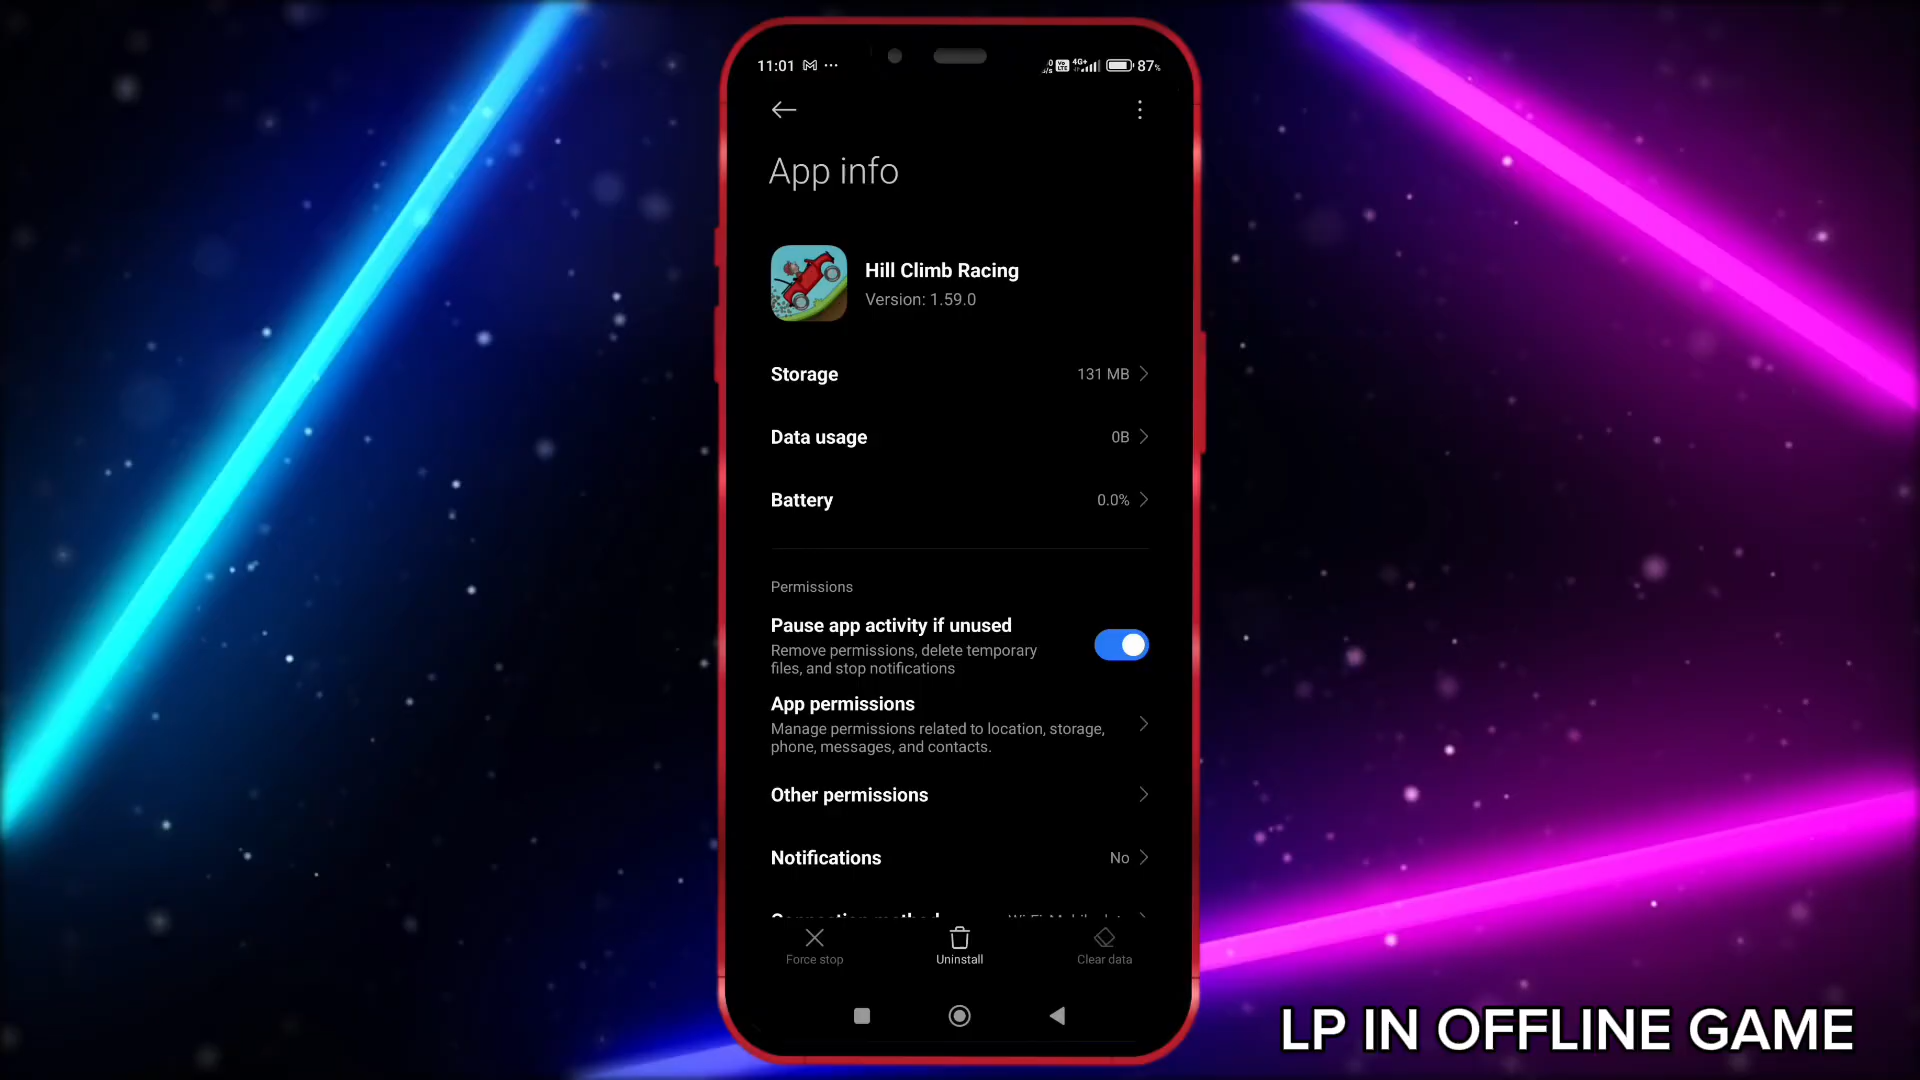 11:01
4G+
87%
App info
Hill Climb Racing
Version: 1.59.0
Storage
131 MB
Data usage
0B
Battery
0.0%
Permissions
Pause app activity if unused
Remove permissions, delete temporary
files, and stop notifications
App permissions
Manage permissions related to location, storage,
phone, messages, and contacts.
Other permissions
Notifications
No
Force stop
Uninstall
Clear data
LP IN OFFLINE GAME